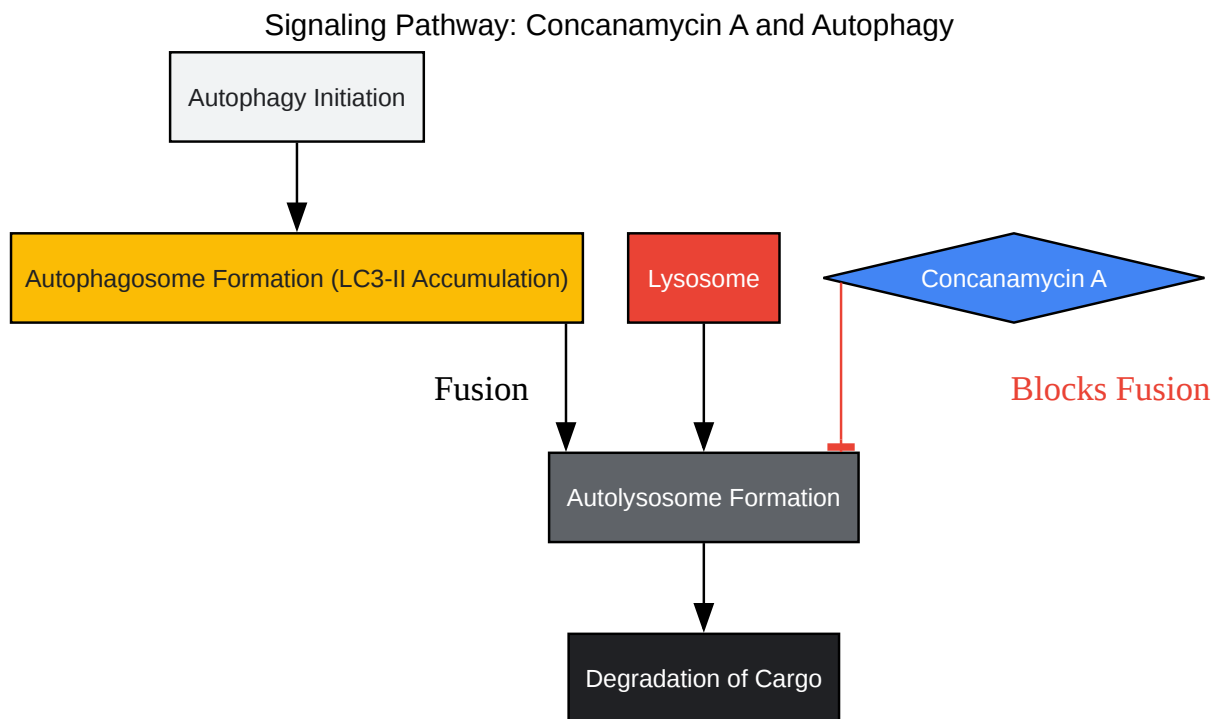 Signaling Pathway: Concanamycin A and Autophagy
Autophagy Initiation
Autophagosome Formation (LC3-II Accumulation)
Lysosome
Concanamycin A
Fusion
Blocks Fusion
Autolysosome Formation
Degradation of Cargo